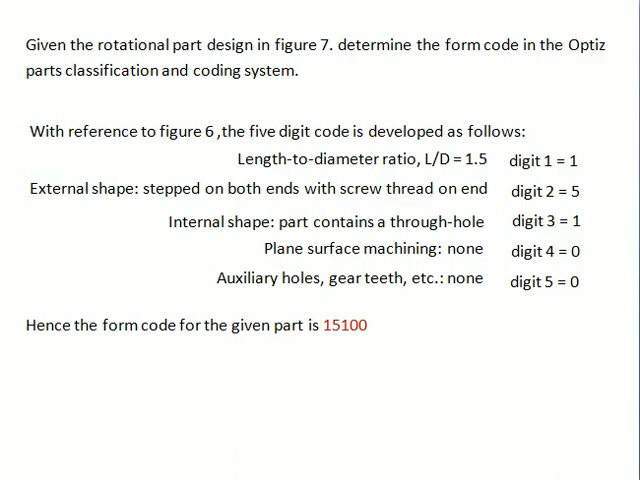 Given the rotational part design in figure 7. determine the form code in the Optiz
parts classification and coding system.
With reference to figure 6 ,the five digit code is developed as follows:
Length-to-diameter ratio, L/D = 1.5 digit 1 = 1
External shape: stepped on both ends with screw thread on end digit 2 = 5
Internal shape: part contains a through-hole digit 3 = 1
Plane surface machining: none digit 4 = 0
Auxiliary holes, gear teeth, etc.: none digit 5 = 0
Hence the form code for the given part is 15100